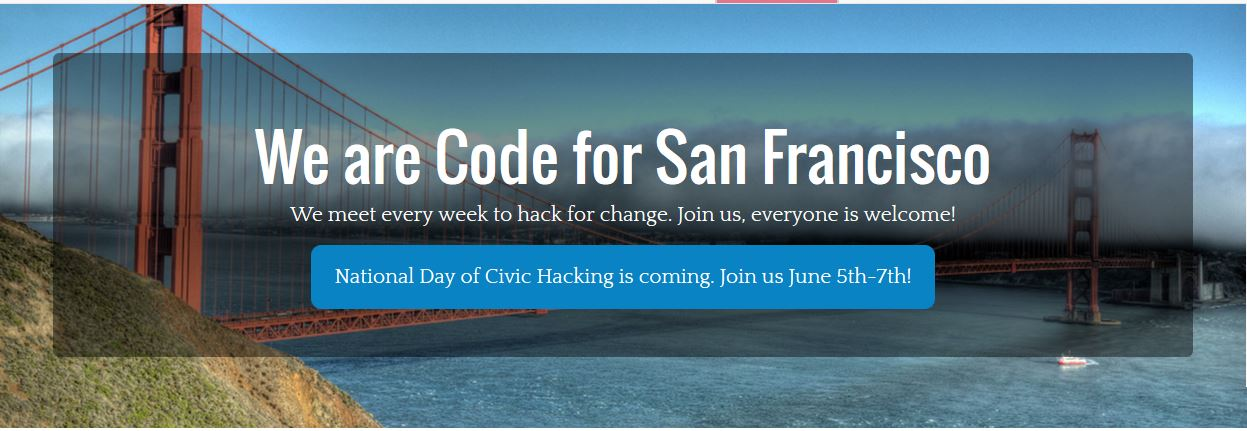 We are Code for San Francisco
We meet every week to hack for change. Join us, everyone is welcome!
National Day of Civic Hacking is coming. Join us June 5th-7th!